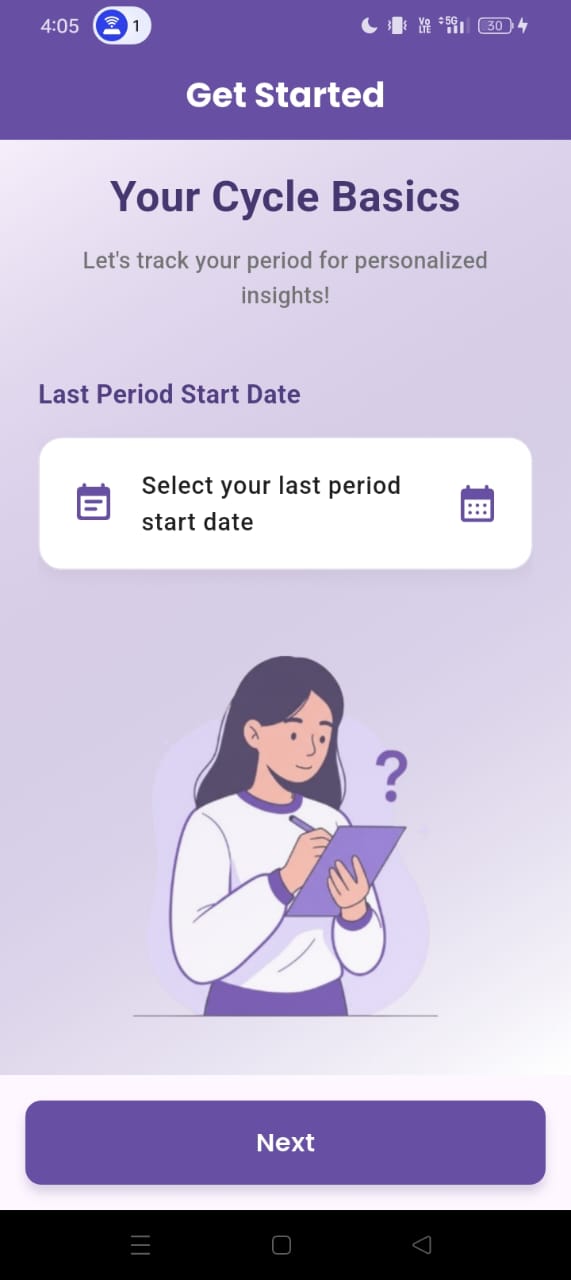 4:05
1
Vo
LTE
5G
30
Get Started
Your Cycle Basics
Let's track your period for personalized
insights!
Last Period Start Date
Select your last period
start date
?
Next